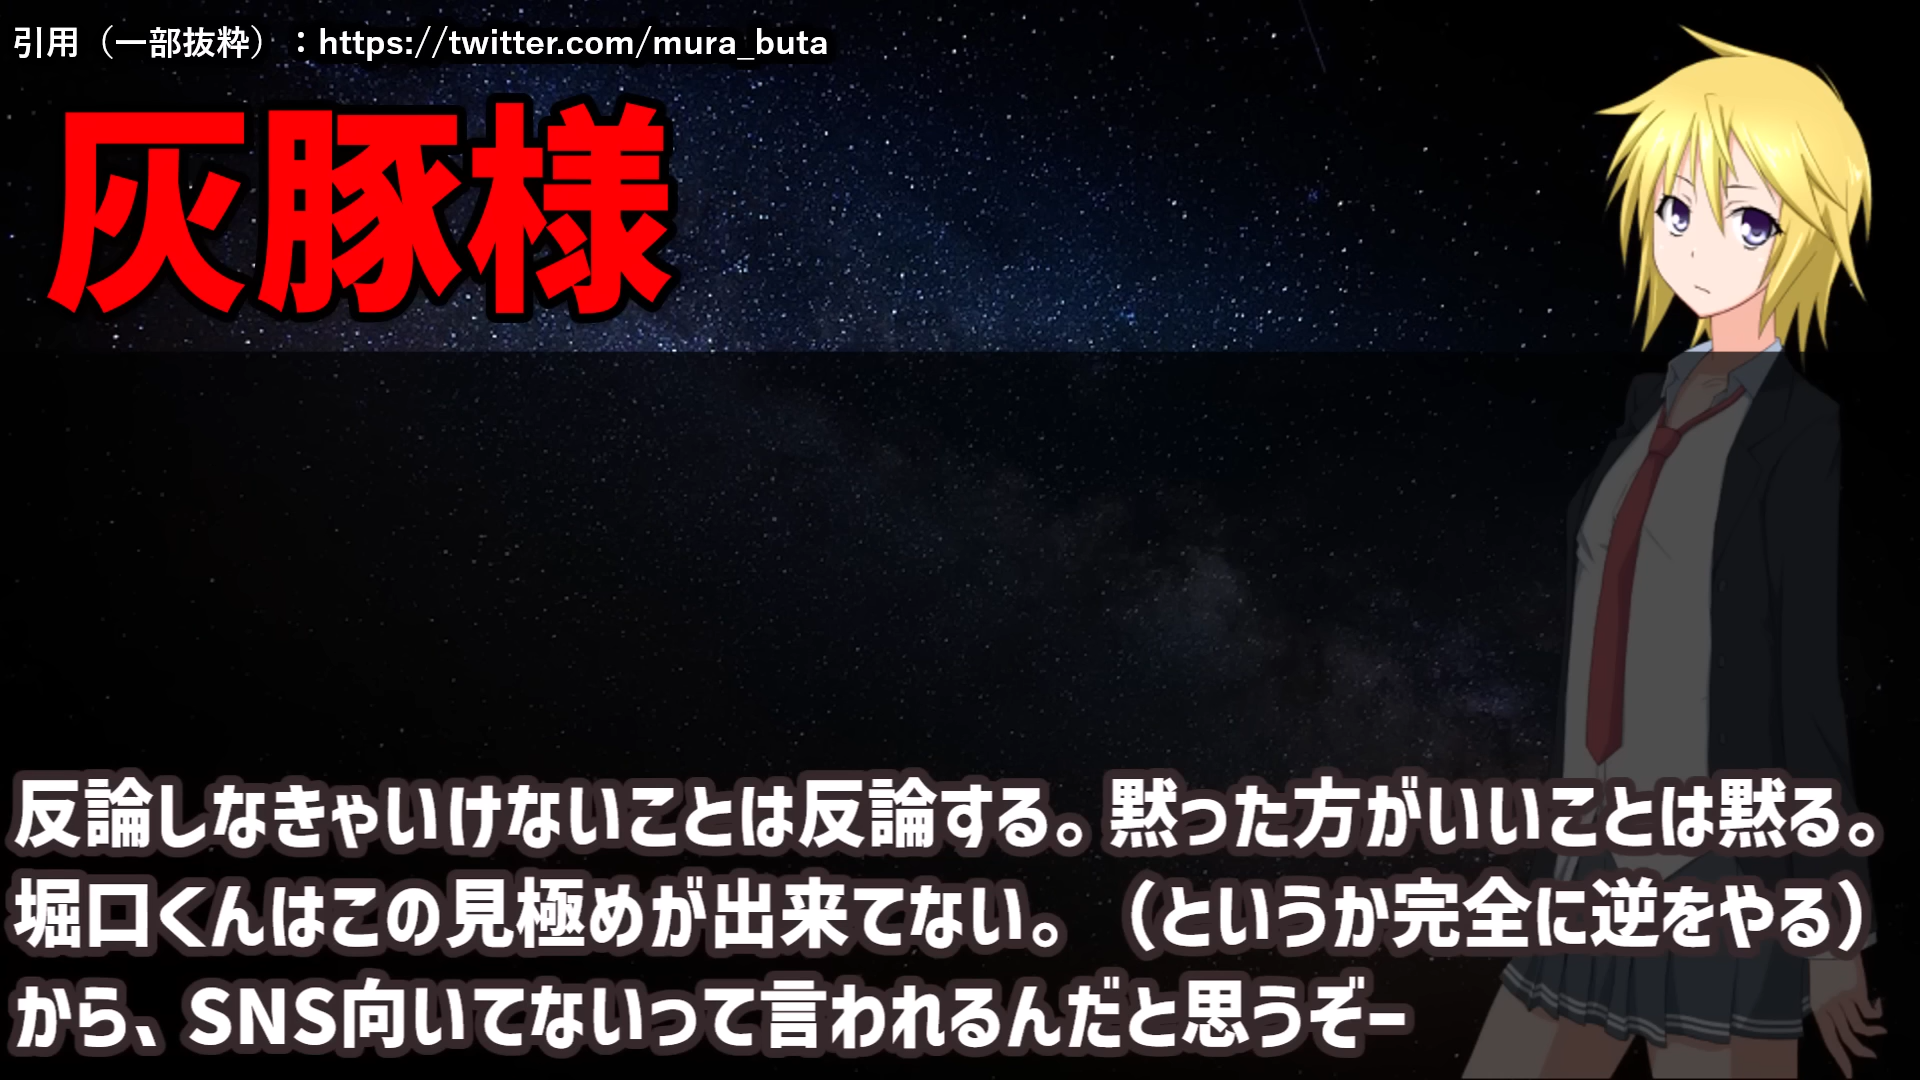 引用（一部抜粋）：https://twitter.com/mura_buta
灰豚様
反論しなきゃいけないことは反論する。黙った方がいいことは黙る。
堀口くんはこの見極めが出来てない。（というか完全に逆をやる）
から、SNS向いてないって言われるんだと思うぞー